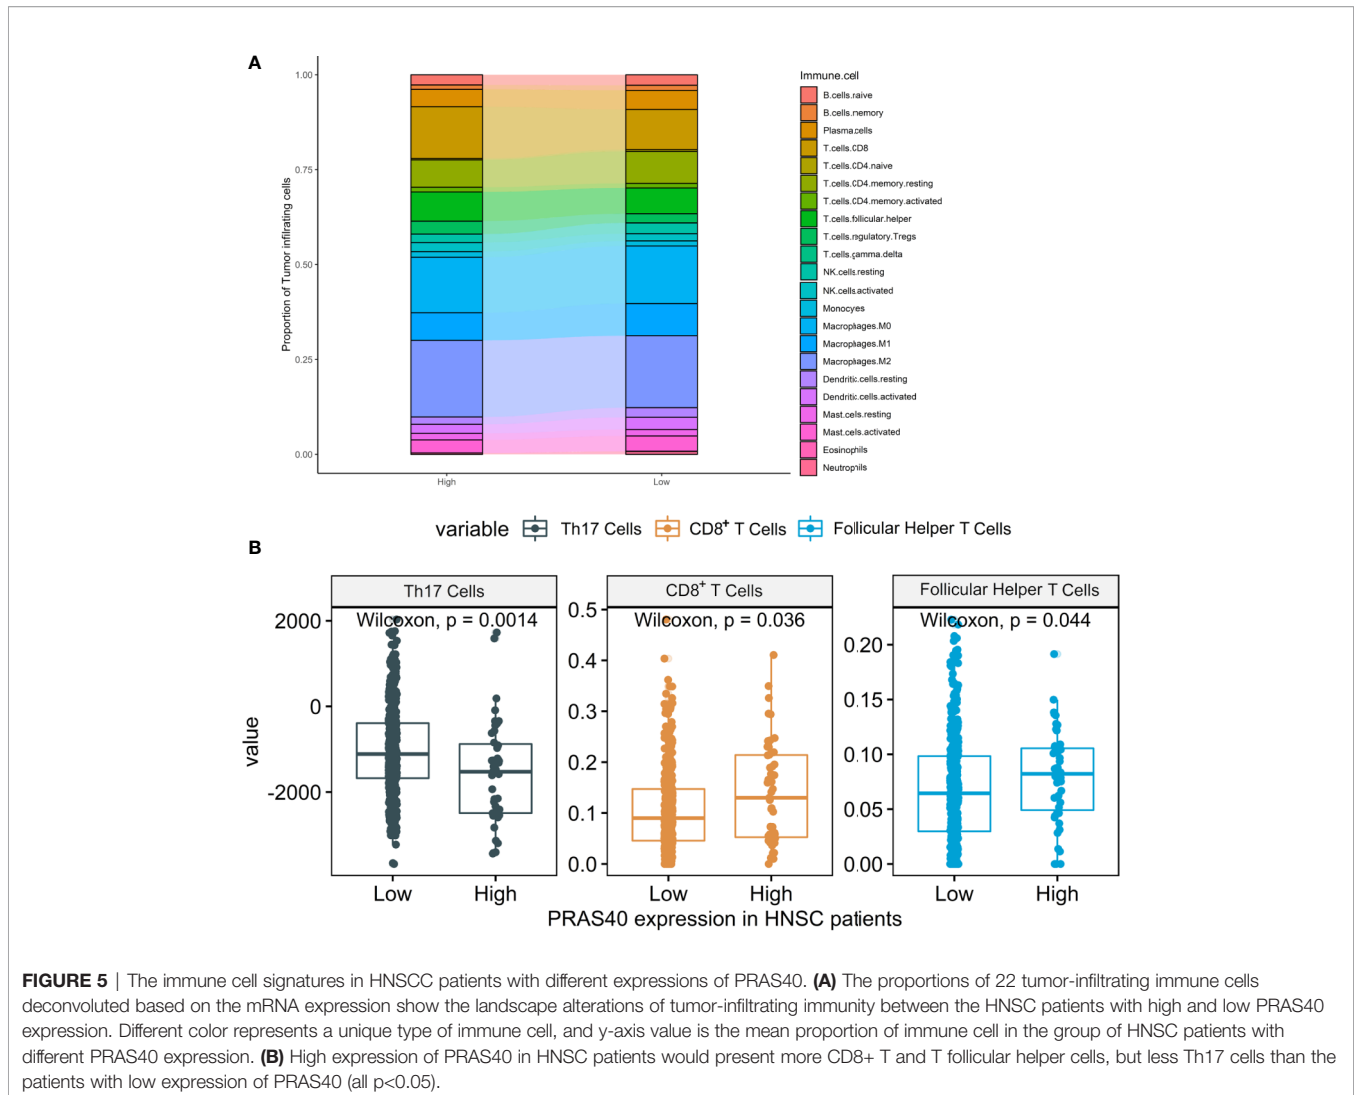 A
1.00
0.75
0.50
0.25
0.00
Proportion of Tumor infilrating cells
High
Low
Immune.cell
B.cells.naive
B.cells.memory
Plasma.cells
T.cells.CD8
T.cells.CD4.naive
T.cells.CD4.memory.resting
T.cells.CD4.memory.activated
T.cells.follicular.helper
T.cells.regulatory.Tregs
T.cells.gamma.delta
NK.cells.resting
NK.cells.activated
Monocyes
Macrophages.M0
Macrophages.M1
Macrophages.M2
Dendritic.cells.resting
Dendritic.cells.activated
Mast.cells.resting
Mast.cells.activated
Eosinophils
Neutrophils
variable Th17 Cells CD8+ T Cells Follicular Helper T Cells
B
Th17 Cells
Wilcoxon, p = 0.0014
2000
0
-2000
value
Low High
CD8+ T Cells
Wilcoxon, p = 0.036
0.5
0.4
0.3
0.2
0.1
0.0
Low High
Follicular Helper T Cells
Wilcoxon, p = 0.044
0.20
0.15
0.10
0.05
0.00
Low High
PRAS40 expression in HNSC patients
FIGURE 5 | The immune cell signatures in HNSCC patients with different expressions of PRAS40. (A) The proportions of 22 tumor-infiltrating immune cells
deconvoluted based on the mRNA expression show the landscape alterations of tumor-infiltrating immunity between the HNSC patients with high and low PRAS40
expression. Different color represents a unique type of immune cell, and y-axis value is the mean proportion of immune cell in the group of HNSC patients with
different PRAS40 expression. (B) High expression of PRAS40 in HNSC patients would present more CD8+ T and T follicular helper cells, but less Th17 cells than the
patients with low expression of PRAS40 (all p<0.05).